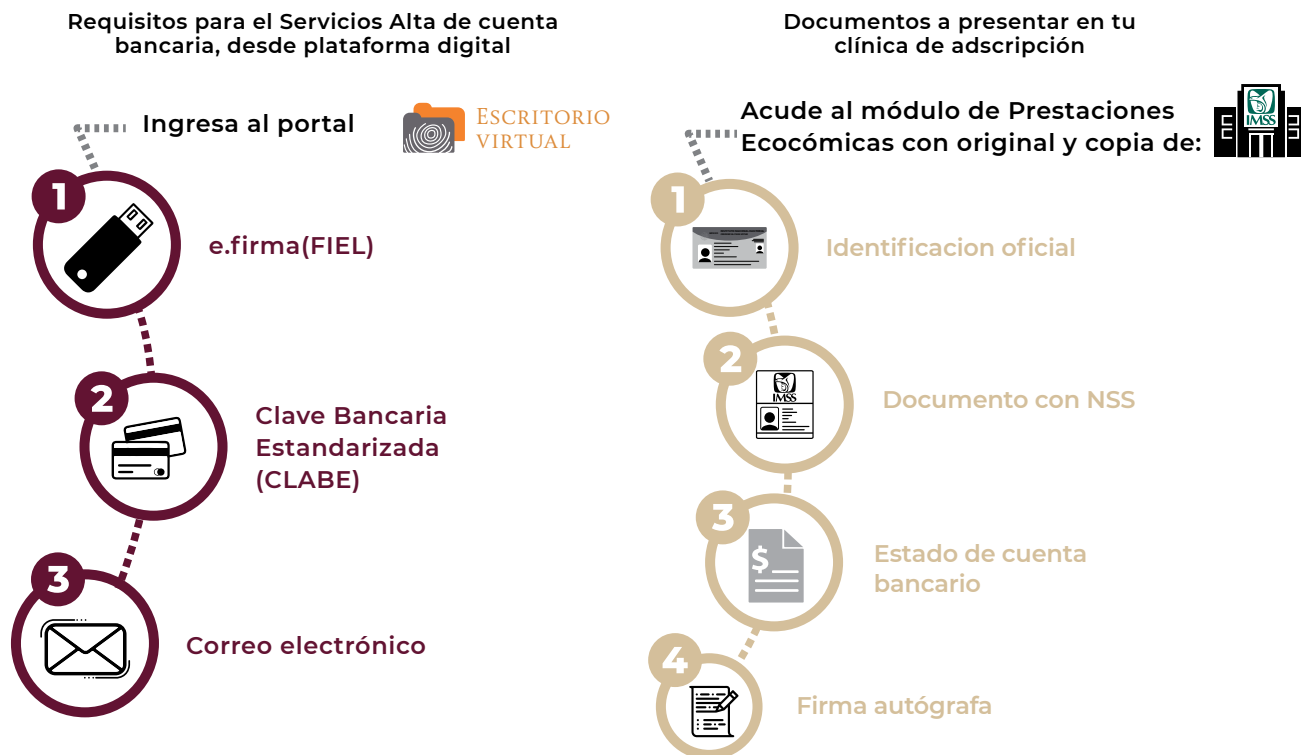 Requisitos para el Servicios Alta de cuenta
bancaria, desde plataforma digital
Ingresa al portal
ESCRITORIO
VIRTUAL
1
e.firma(FIEL)
2
Clave Bancaria
Estandarizada
(CLABE)
3
Correo electrónico
Documentos a presentar en tu
clínica de adscripción
Acude al módulo de Prestaciones
Ecocómicas con original y copia de:
IMSS
1
Identificacion oficial
2
IMSS
Documento con NSS
3
$
Estado de cuenta
bancario
4
Firma autógrafa